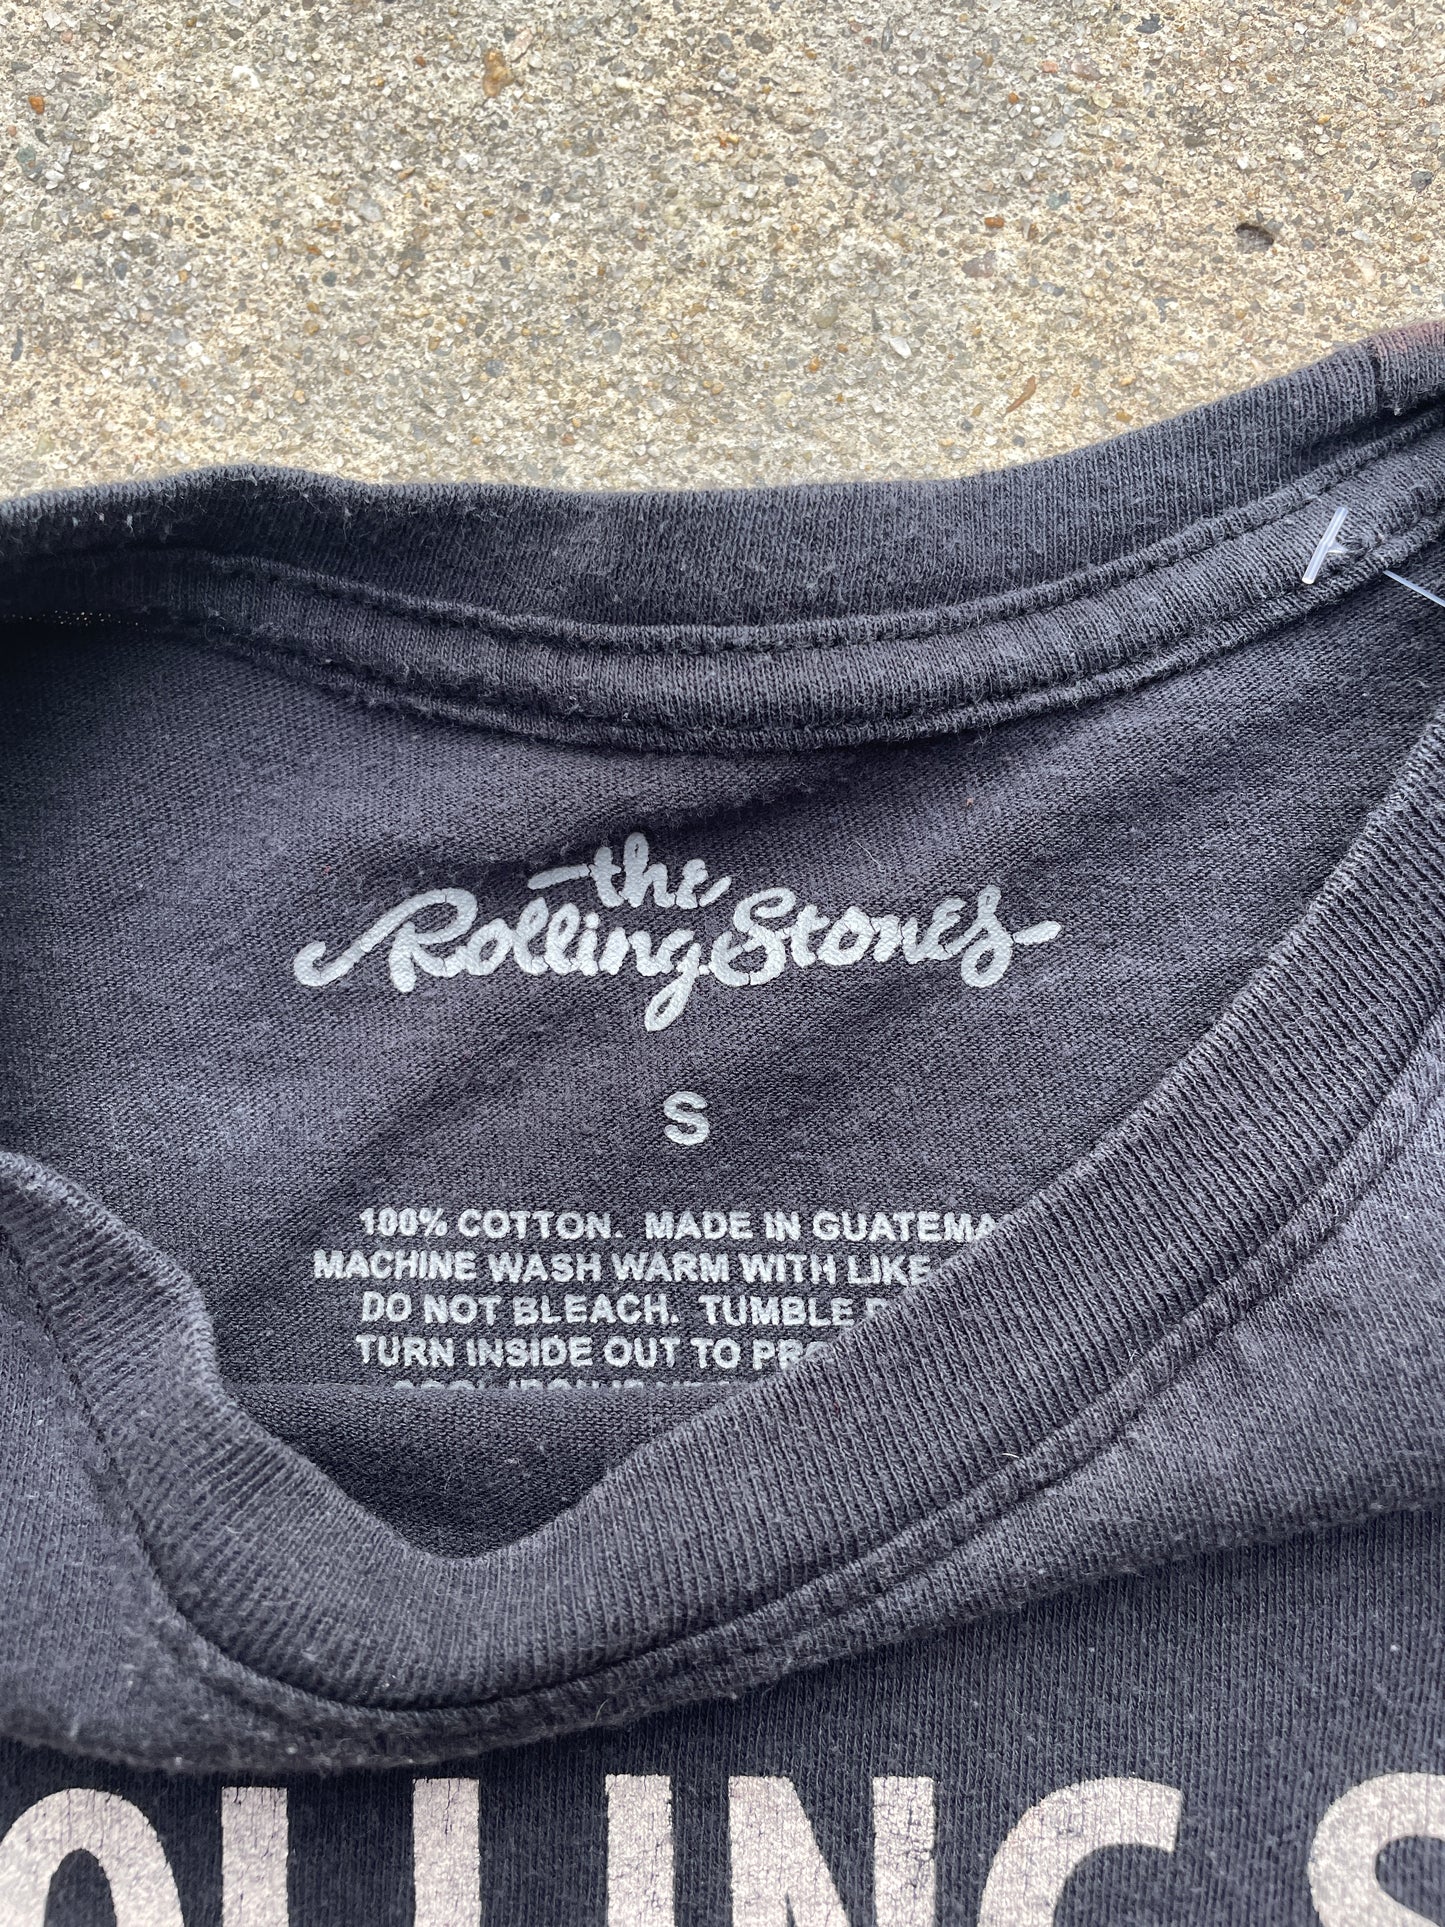 the
Rolling Stones
S
100% COTTON. MADE IN GUATEMA
MACHINE WASH WARM WITH LIKE
DO NOT BLEACH. TUMBLE D
TURN INSIDE OUT TO PRO
OLLING S